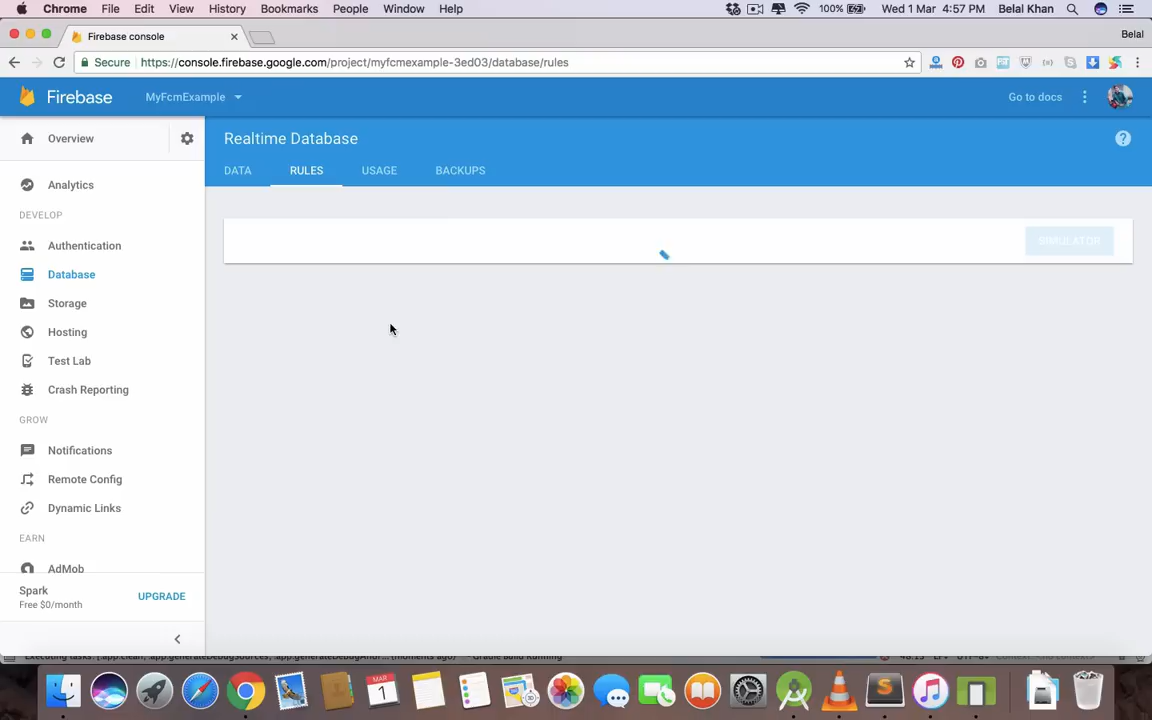 Chrome File Edit View History Bookmarks People Window Help 100% Wed 1 Mar 4:57 PM Belal Khan
Firebase console Belal
Secure https://console.firebase.google.com/project/myfcmexample-3ed03/database/rules
Firebase MyFcmExample Go to docs
Overview
Realtime Database
DATA RULES USAGE BACKUPS
Analytics
DEVELOP
SIMULATOR
Authentication
Database
Storage
Hosting
Test Lab
Crash Reporting
GROW
Notifications
Remote Config
Dynamic Links
EARN
AdMob
Spark
Free $0/month
UPGRADE
MAR
1